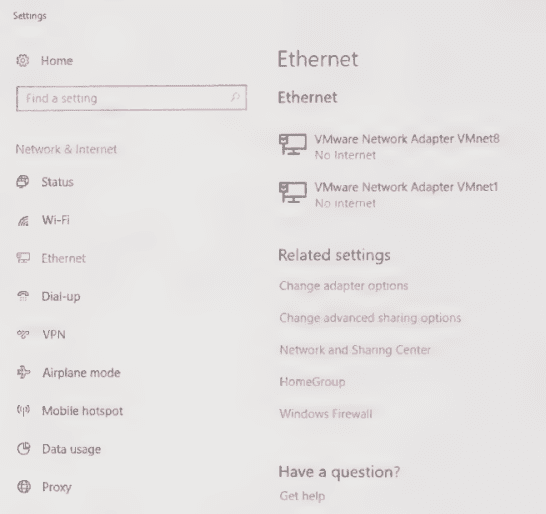 Settings
Home
Find a setting
Network & Internet
Status
Wi-Fi
Ethernet
Dial-up
VPN
Airplane mode
Mobile hotspot
Data usage
Proxy
Ethernet
Ethernet
VMware Network Adapter VMnet8
No Internet
VMware Network Adapter VMnet1
No Internet
Related settings
Change adapter options
Change advanced sharing options
Network and Sharing Center
HomeGroup
Windows Firewall
Have a question?
Get help